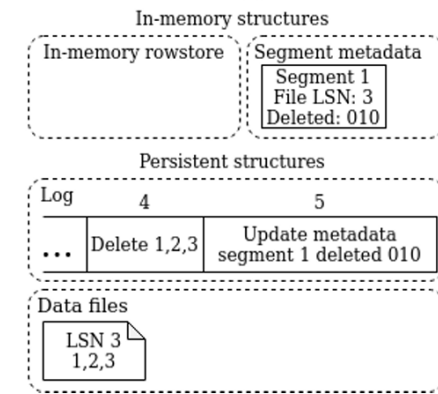 In-memory structures
In-memory rowstore
Segment metadata
Segment 1
File LSN: 3
Deleted: 010
Persistent structures
Log
4
5
...
Delete 1,2,3
Update metadata
segment 1 deleted 010
Data files
LSN 3
1,2,3